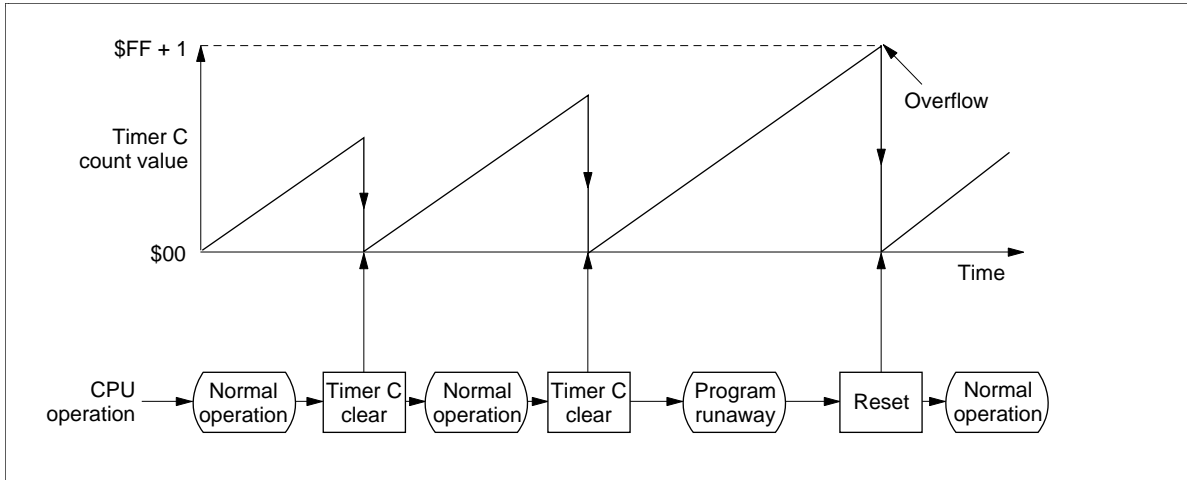 $FF + 1
Overflow
Timer C
count value
$00
Time
CPU
operation
Normal
operation
Timer C
clear
Normal
operation
Timer C
clear
Program
runaway
Reset
Normal
operation